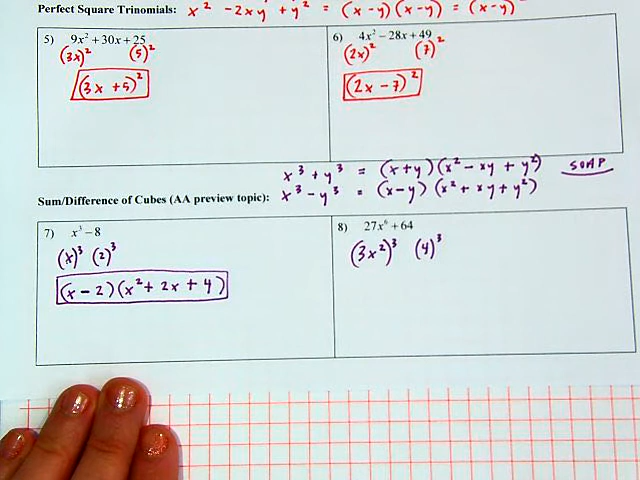 Perfect Square Trinomials: x² - 2xy + y² = (x-y)(x-y) = (x-y)²
5) 9x² + 30x + 25
(3x)² (5)²
(3x + 5)²
6) 4x² – 28x + 49
(2x)² (7)²
(2x - 7)²
x³ + y³ = (x+y)(x² - xy + y²) SOAP
Sum/Difference of Cubes (AA preview topic): x³ - y³ = (x-y)(x² + xy + y²)
7) x³ – 8
(x)³ (2)³
(x - 2)(x² + 2x + 4)
8) 27x⁶ + 64
(3x²)³ (4)³